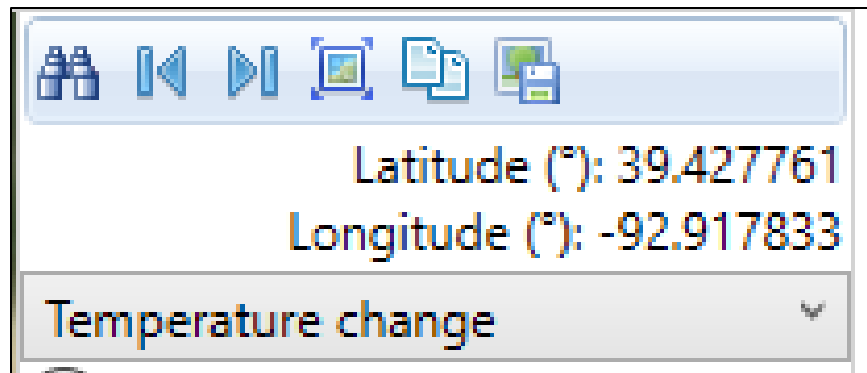 Latitude (°): 39.427761
Longitude (°): -92.917833
Temperature change